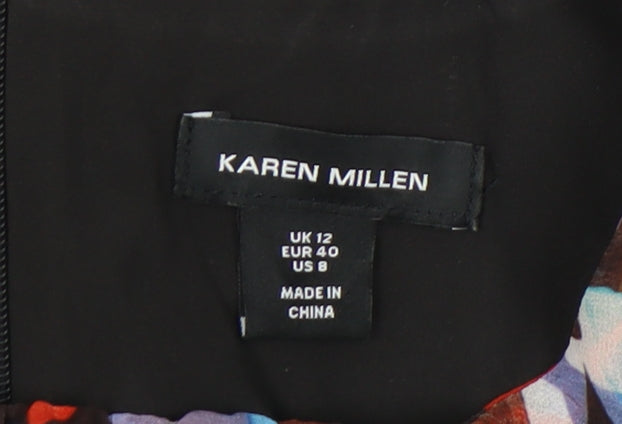 KAREN MILLEN
UK 12
EUR 40
US 8
MADE IN
CHINA